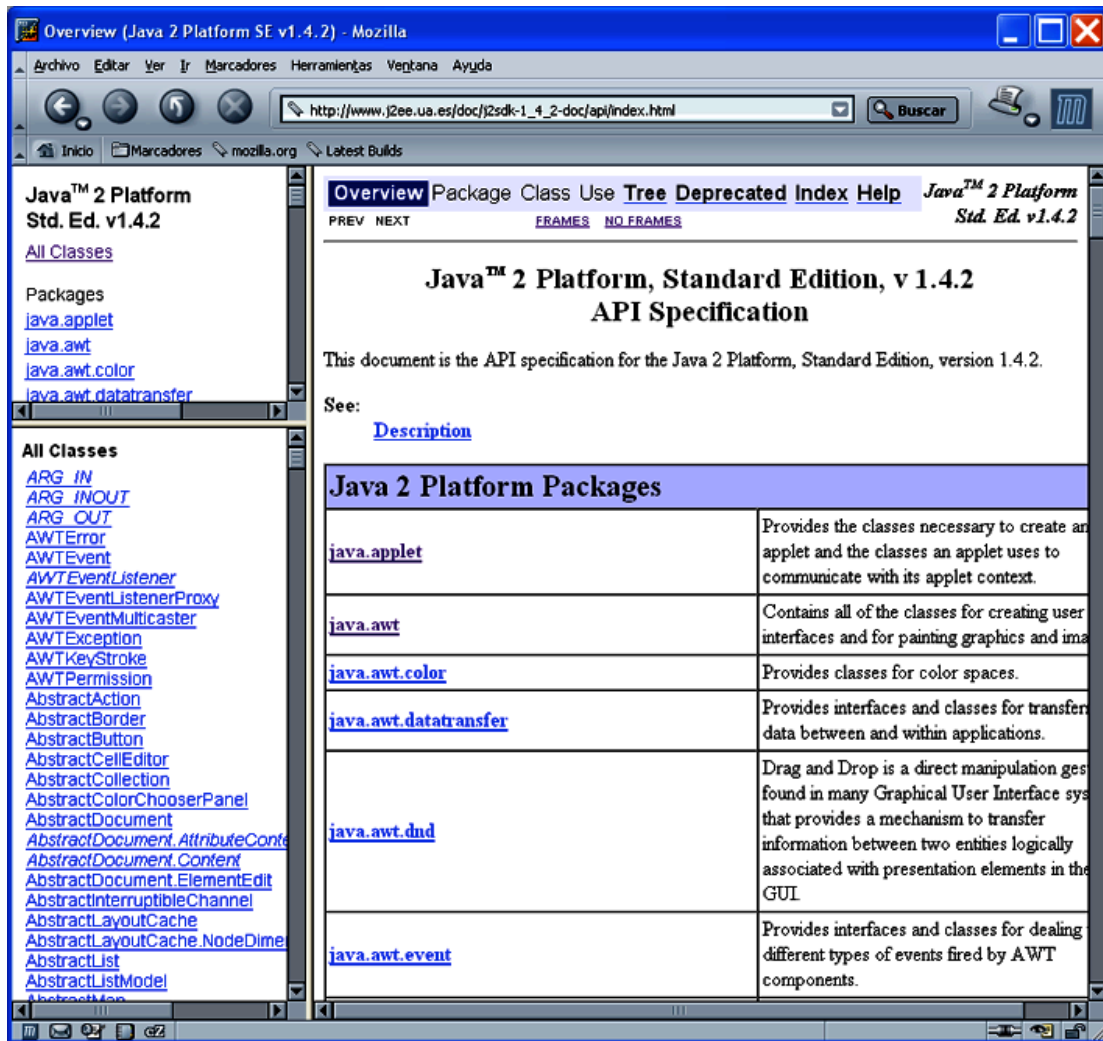 Overview (Java 2 Platform SE v1.4.2) - Mozilla
Archivo Editar Ver Ir Marcadores Herramientas Ventana Ayuda
http://www.j2ee.ua.es/doc/j2sdk-1_4_2-doc/api/index.html
Buscar
Inicio Marcadores mozilla.org Latest Builds
Java™ 2 Platform
Std. Ed. v1.4.2
All Classes
Packages
java.applet
java.awt
java.awt.color
java.awt.datatransfer
All Classes
ARG_IN
ARG_INOUT
ARG_OUT
AWTError
AWTEvent
AWTEventListener
AWTEventListenerProxy
AWTEventMulticaster
AWTException
AWTKeyStroke
AWTPermission
AbstractAction
AbstractBorder
AbstractButton
AbstractCellEditor
AbstractCollection
AbstractColorChooserPanel
AbstractDocument
AbstractDocument.AttributeConte
AbstractDocument.Content
AbstractDocument.ElementEdit
AbstractInterruptibleChannel
AbstractLayoutCache
AbstractLayoutCache.NodeDimer
AbstractList
AbstractListModel
AbstractMap
Overview Package Class Use Tree Deprecated Index Help
PREV NEXT FRAMES NO FRAMES
Java™ 2 Platform
Std. Ed. v1.4.2
Java™ 2 Platform, Standard Edition, v 1.4.2
API Specification
This document is the API specification for the Java 2 Platform, Standard Edition, version 1.4.2.
See:
Description
Java 2 Platform Packages
java.applet
Provides the classes necessary to create an
applet and the classes an applet uses to
communicate with its applet context.
java.awt
Contains all of the classes for creating user
interfaces and for painting graphics and ima
java.awt.color
Provides classes for color spaces.
java.awt.datatransfer
Provides interfaces and classes for transferr
data between and within applications.
java.awt.dnd
Drag and Drop is a direct manipulation ges
found in many Graphical User Interface sys
that provides a mechanism to transfer
information between two entities logically
associated with presentation elements in the
GUI.
java.awt.event
Provides interfaces and classes for dealing
different types of events fired by AWT
components.